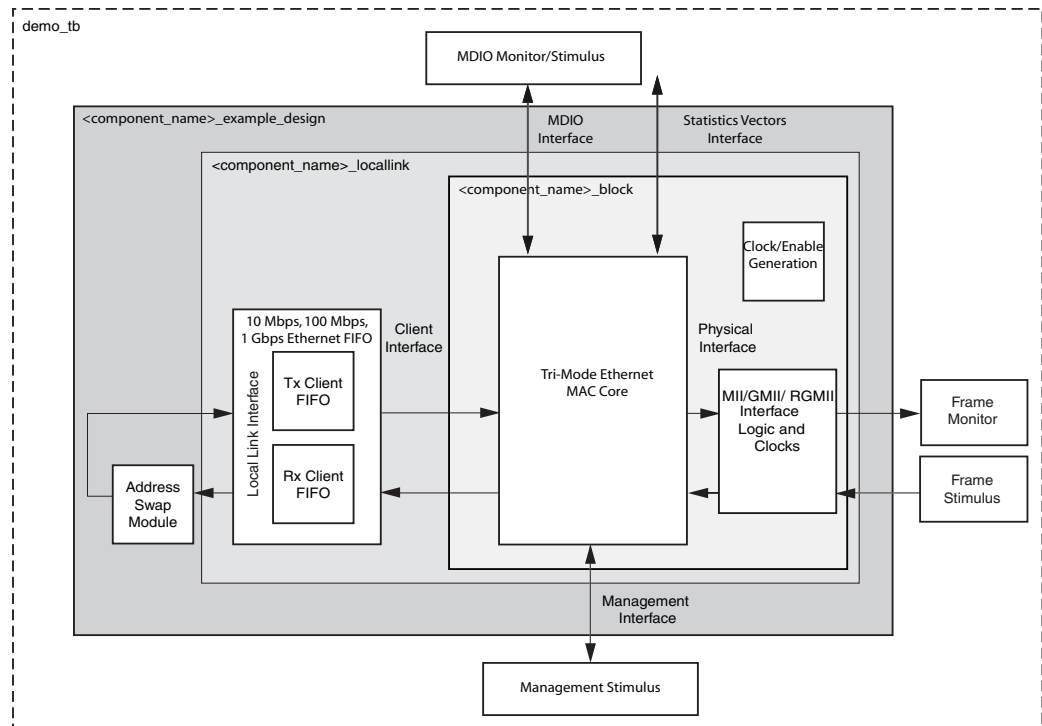 demo_tb
MDIO Monitor/Stimulus
<component_name>_example_design
MDIO
Interface
Statistics Vectors
Interface
<component_name>_locallink
<component_name>_block
Clock/Enable
Generation
10 Mbps, 100 Mbps,
1 Gbps Ethernet FIFO
Client
Interface
Physical
Interface
Local Link Interface
Tx Client
FIFO
Tri-Mode Ethernet
MAC Core
MII/GMII/ RGMII
Interface
Logic and
Clocks
Frame
Monitor
Rx Client
FIFO
Address
Swap
Module
Frame
Stimulus
Management
Interface
Management Stimulus